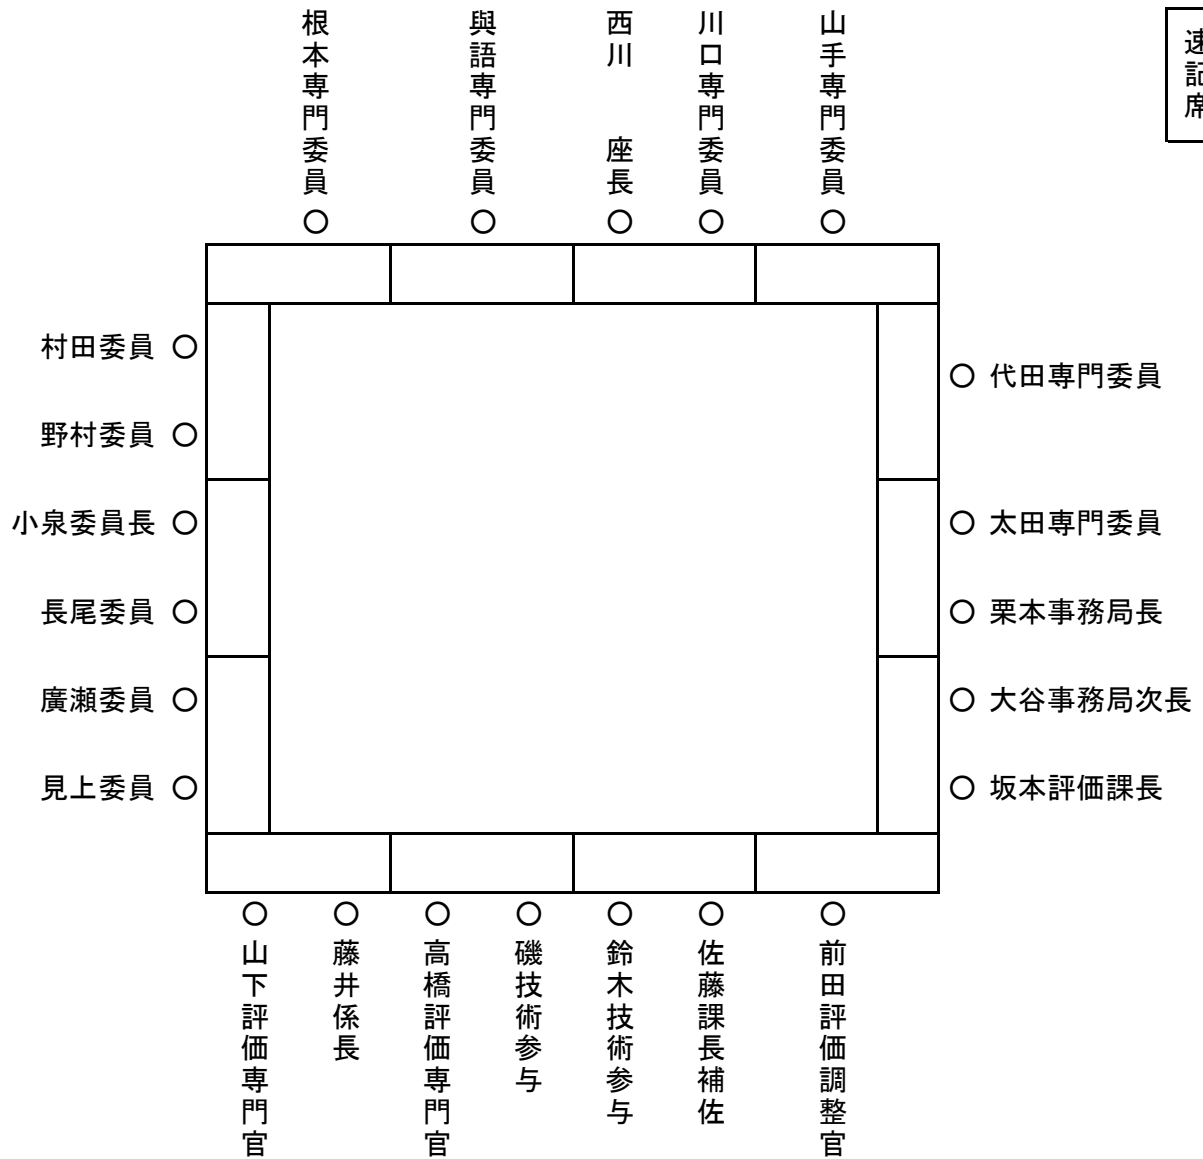 根本専門委員
與語専門委員
西川 座長
川口専門委員
山手専門委員
速記席
村田委員
野村委員
小泉委員長
長尾委員
廣瀬委員
見上委員
代田専門委員
太田専門委員
栗本事務局長
大谷事務局次長
坂本評価課長
山下評価専門官
藤井係長
高橋評価専門官
磯技術参与
鈴木技術参与
佐藤課長補佐
前田評価調整官